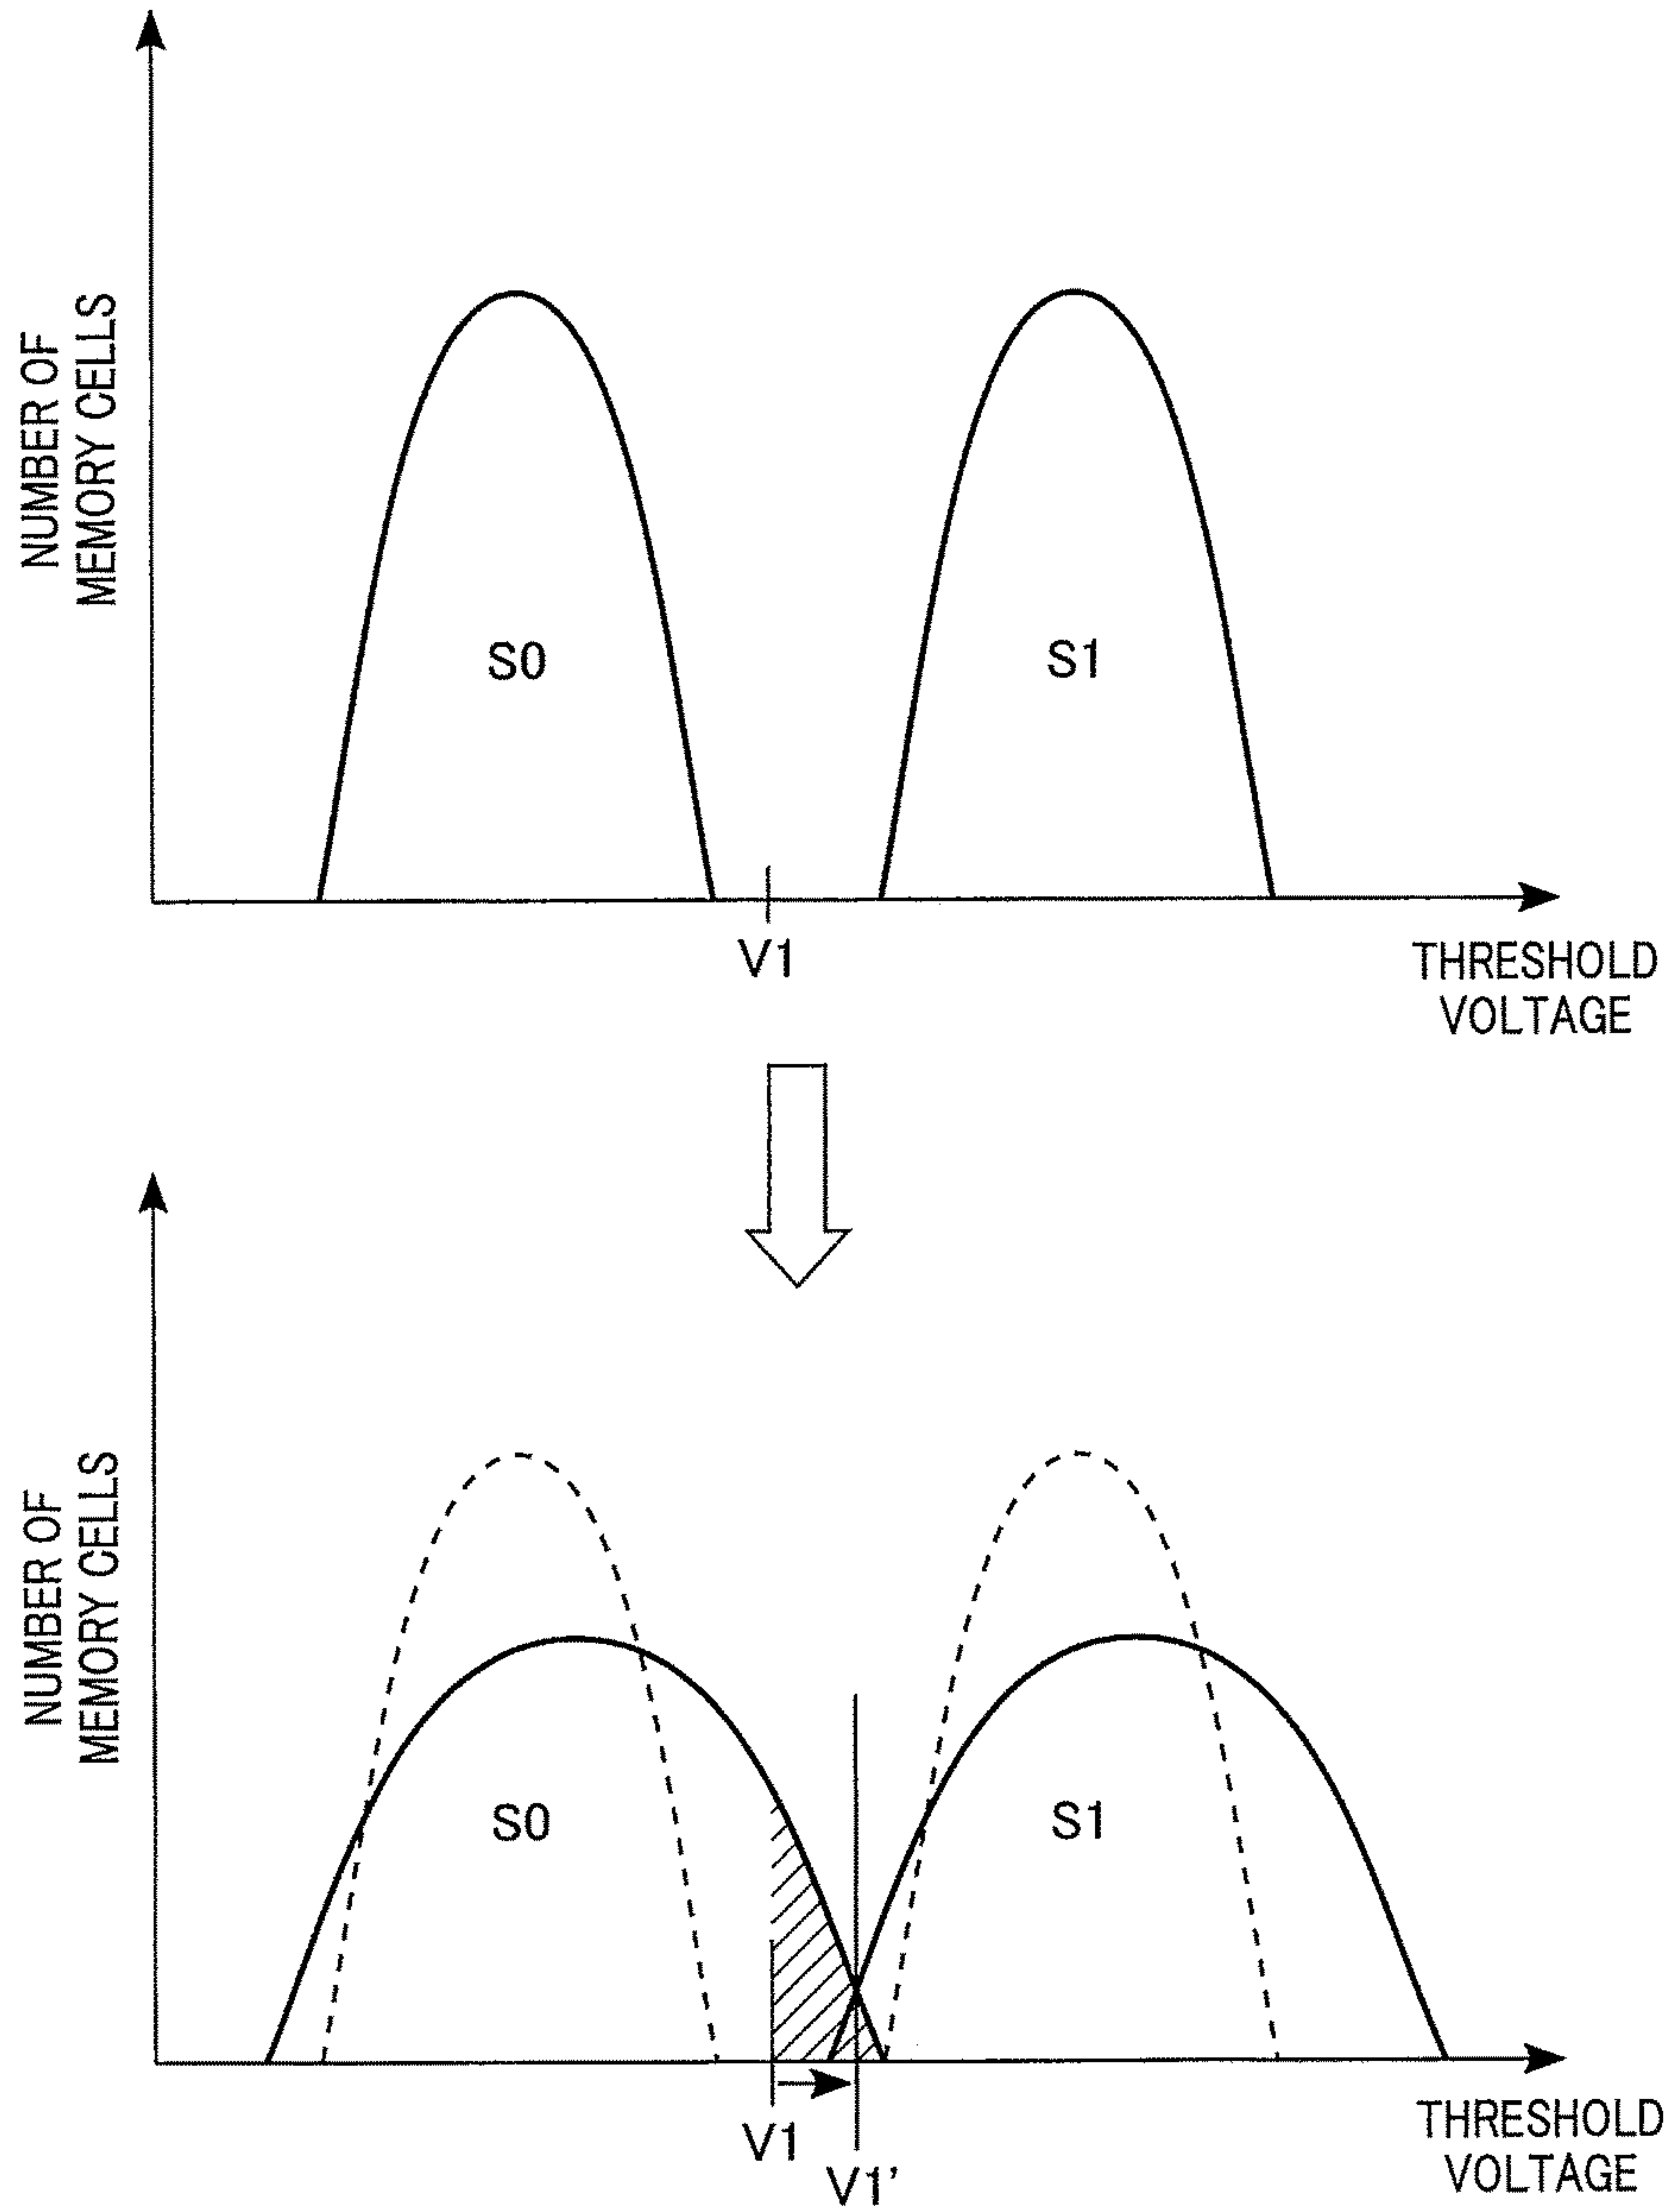 NUMBER OF
MEMORY CELLS
S0
S1
V1
THRESHOLD
VOLTAGE
NUMBER OF
MEMORY CELLS
S0
S1
V1
V1'
THRESHOLD
VOLTAGE